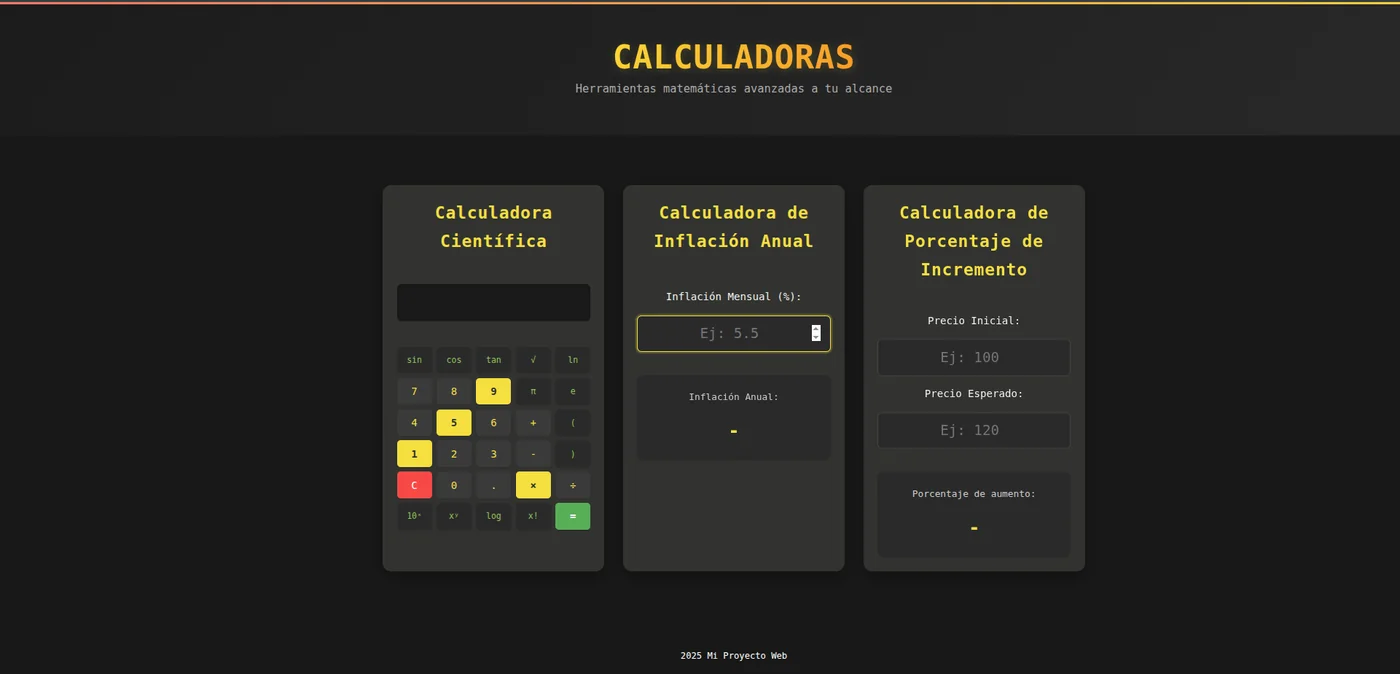 CALCULADORAS
Herramientas matemáticas avanzadas a tu alcance
Calculadora
Científica
sin cos tan √ ln
7 8 9 π e
4 5 6 + (
1 2 3 - )
C 0 . × ÷
10ˣ xʸ log x! =
Calculadora de
Inflación Anual
Inflación Mensual (%):
Ej: 5.5
Inflación Anual:
-
Calculadora de
Porcentaje de
Incremento
Precio Inicial:
Ej: 100
Precio Esperado:
Ej: 120
Porcentaje de aumento:
-
2025 Mi Proyecto Web